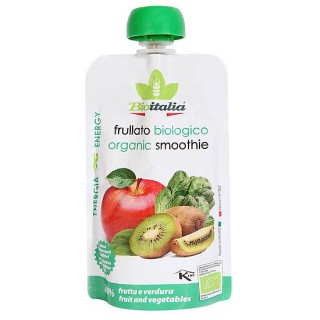 Bioitalia
frullato biologico
organic smoothie
ENERGIA ENERGY
K
frutta e verdura
fruit and vegetables